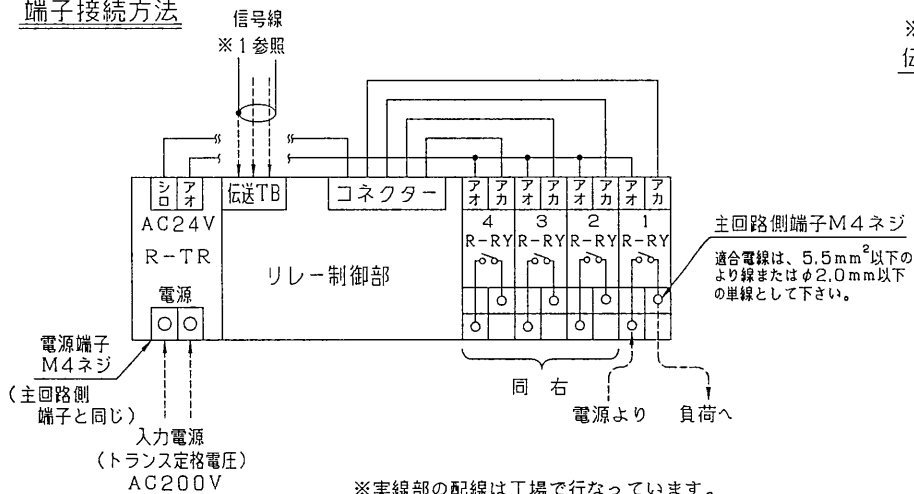 端子接続方法
信号線
※1参照
※
伝
シロ
アオ
伝送TB
コネクター
アオ
アカ
アオ
アカ
アオ
アカ
アオ
アカ
AC24V
R-TR
リレー制御部
4
R-RY
3
R-RY
2
R-RY
1
R-RY
主回路側端子M4ネジ
適合電線は、5.5mm²以下の
より線またはφ2.0mm以下
の単線として下さい。
電源
電源端子
M4ネジ
(主回路側
端子と同じ)
同 右
電源より
負荷へ
入力電源
(トランス定格電圧)
AC200V
※実線部の配線は工場で行なっています。